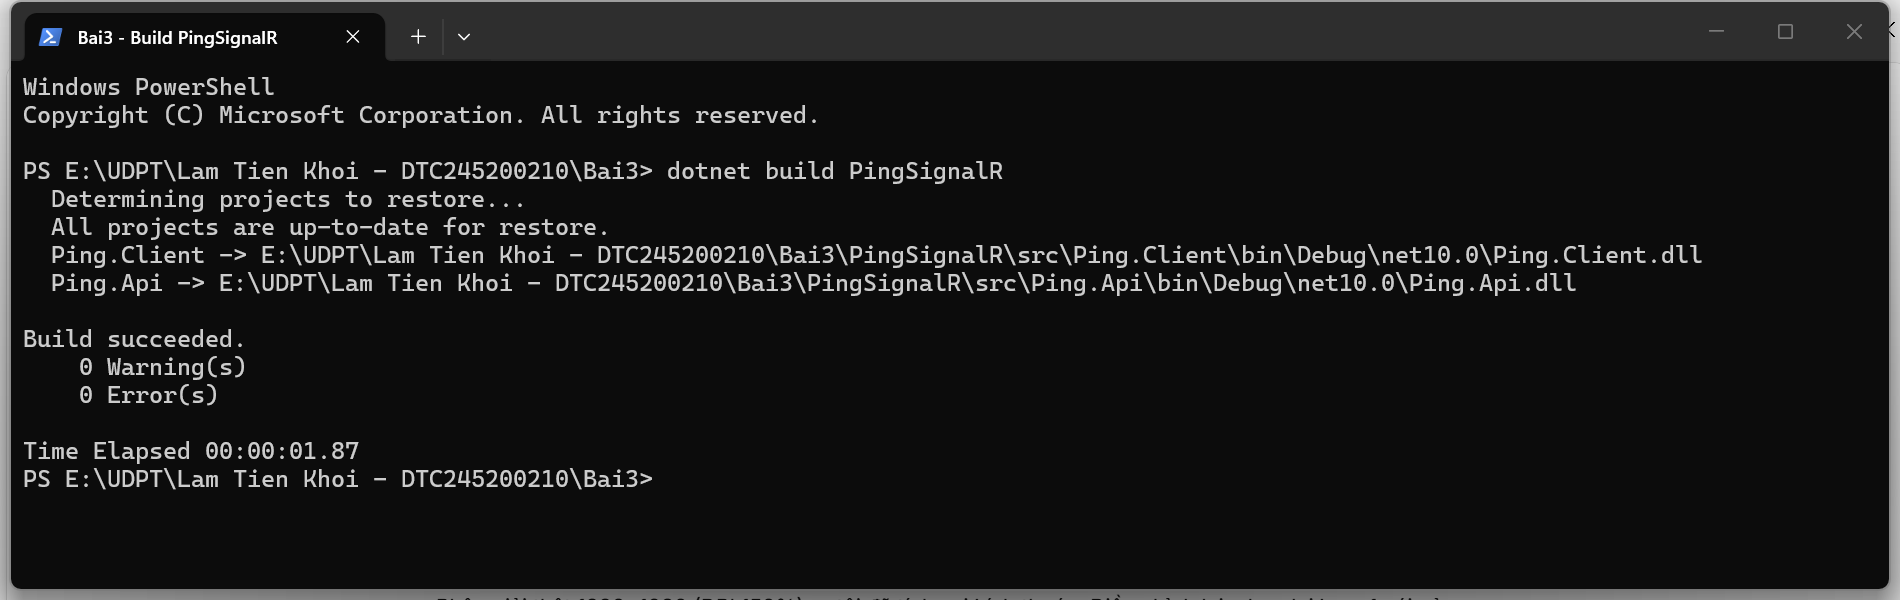 Bai3 - Build PingSignalR
Windows PowerShell
Copyright (C) Microsoft Corporation. All rights reserved.
PS E:\UDPT\Lam Tien Khoi - DTC245200210\Bai3> dotnet build PingSignalR
  Determining projects to restore...
  All projects are up-to-date for restore.
  Ping.Client -> E:\UDPT\Lam Tien Khoi - DTC245200210\Bai3\PingSignalR\src\Ping.Client\bin\Debug\net10.0\Ping.Client.dll
  Ping.Api -> E:\UDPT\Lam Tien Khoi - DTC245200210\Bai3\PingSignalR\src\Ping.Api\bin\Debug\net10.0\Ping.Api.dll
Build succeeded.
    0 Warning(s)
    0 Error(s)
Time Elapsed 00:00:01.87
PS E:\UDPT\Lam Tien Khoi - DTC245200210\Bai3>